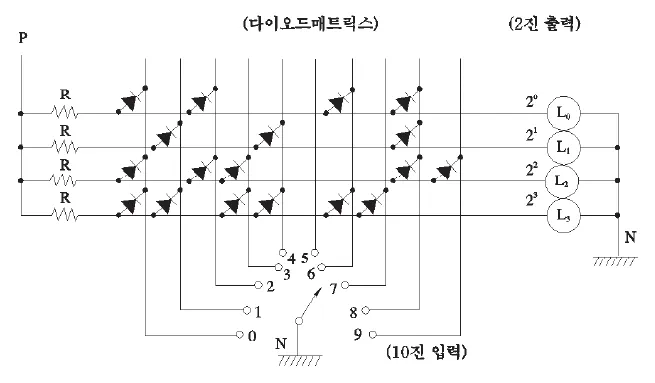 (다이오드매트릭스) (2진 출력)
P
R 2⁰ L₀
R 2¹ L₁
R 2² L₂
R 2³ L₃
N
4 5
3 6
2 7
1 8
0 N 9
(10진 입력)